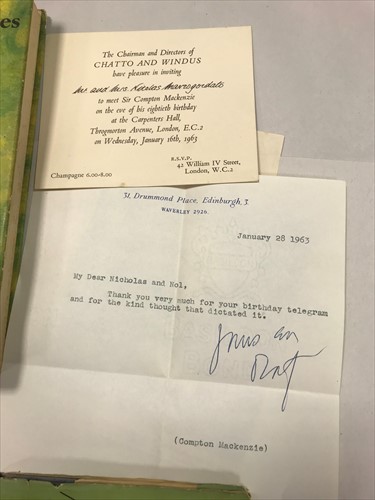 es
The Chairman and Directors of
CHATTO AND WINDUS
have pleasure in inviting
Mr. and Mrs. Nicolas Mavrogordato
to meet Sir Compton Mackenzie
on the eve of his eightieth birthday
at the Carpenters Hall,
Throgmorton Avenue, London, E.C.2
on Wednesday, January 16th, 1963
R.S.V.P.
42 William IV Street,
London, W.C.2
Champagne 6.00-8.00
31, Drummond Place, Edinburgh, 3
WAVERLEY 2926.
January 28 1963
My Dear Nicholas and Nol,
Thank you very much for your birthday telegram
and for the kind thought that dictated it.
(Compton Mackenzie)